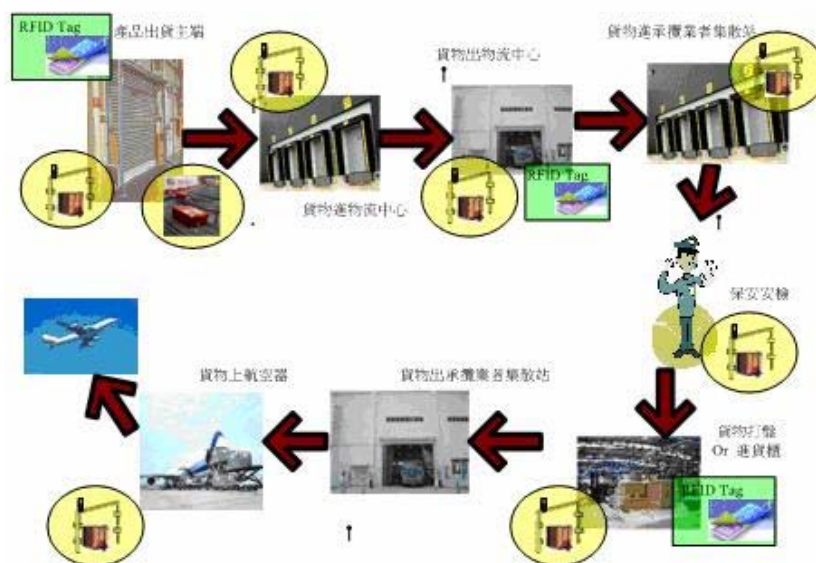 RFID Tag
產品出貨主端
貨物進物流中心
貨物出物流中心
RFID Tag
貨物進承攬業者集散站
保安安檢
貨物打盤
Or 進貨櫃
RFID Tag
貨物出承攬業者集散站
貨物上航空器